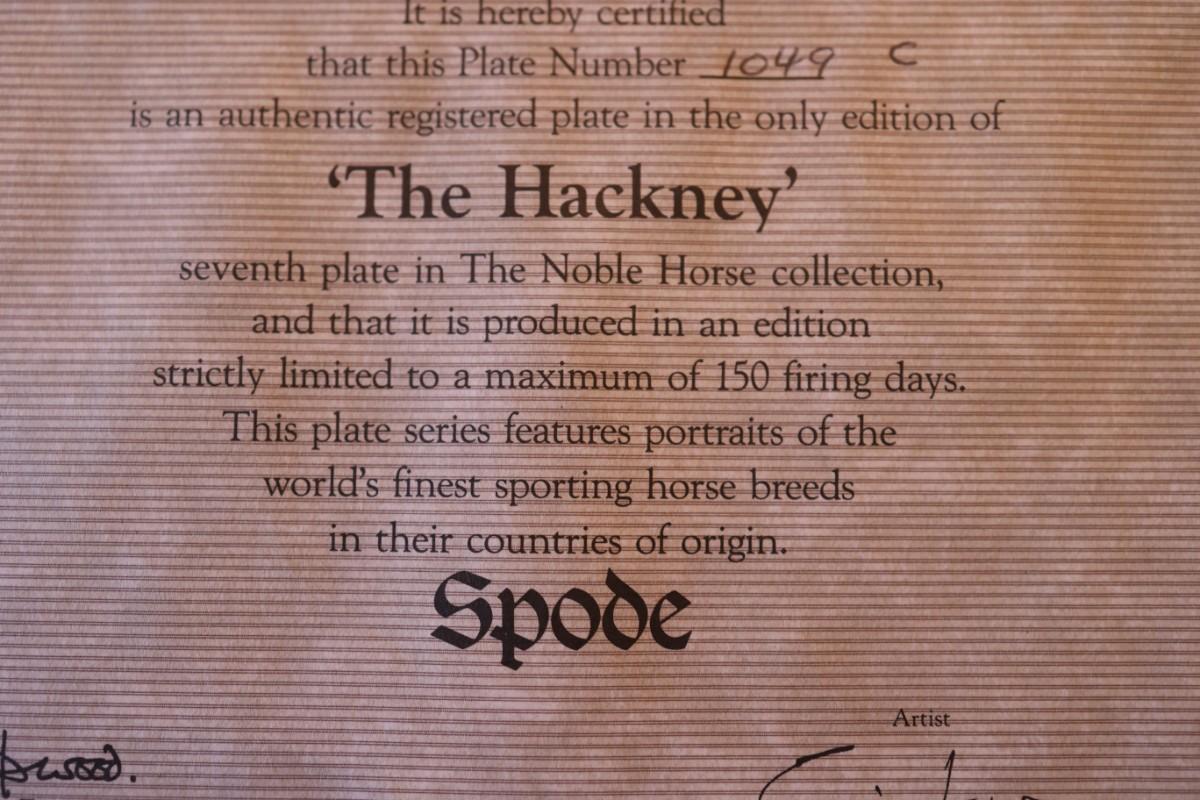 It is hereby certified
that this Plate Number 1049 C
is an authentic registered plate in the only edition of
‘The Hackney’
seventh plate in The Noble Horse collection,
and that it is produced in an edition
strictly limited to a maximum of 150 firing days.
This plate series features portraits of the
world's finest sporting horse breeds
in their countries of origin.
Spode
Artist